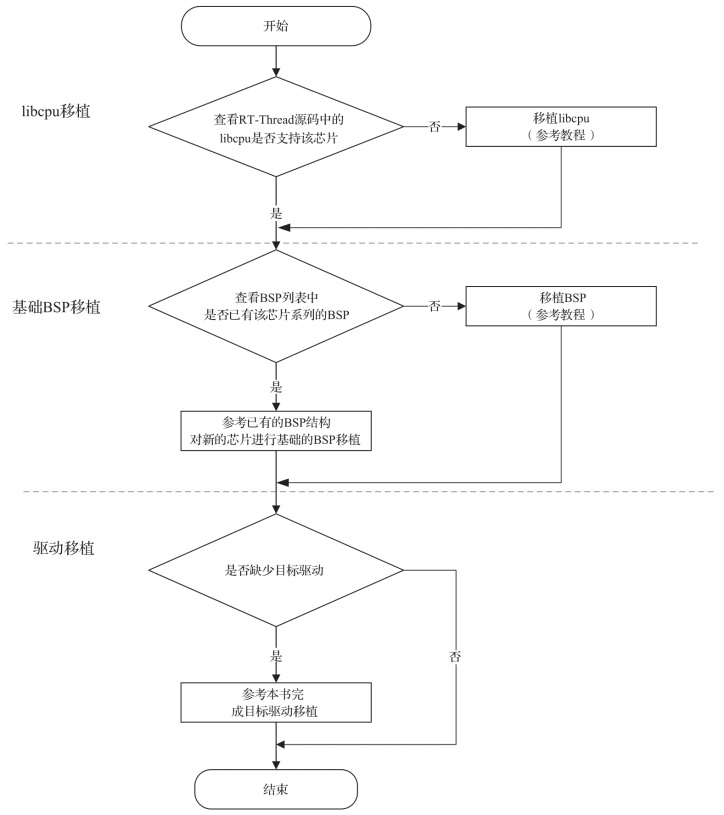 开始
libcpu移植
查看RT-Thread源码中的
libcpu是否支持该芯片
否
移植libcpu
（参考教程）
是
基础BSP移植
查看BSP列表中
是否已有该芯片系列的BSP
否
移植BSP
（参考教程）
是
参考已有的BSP结构
对新的芯片进行基础的BSP移植
驱动移植
是否缺少目标驱动
是
否
参考本书完
成目标驱动移植
结束